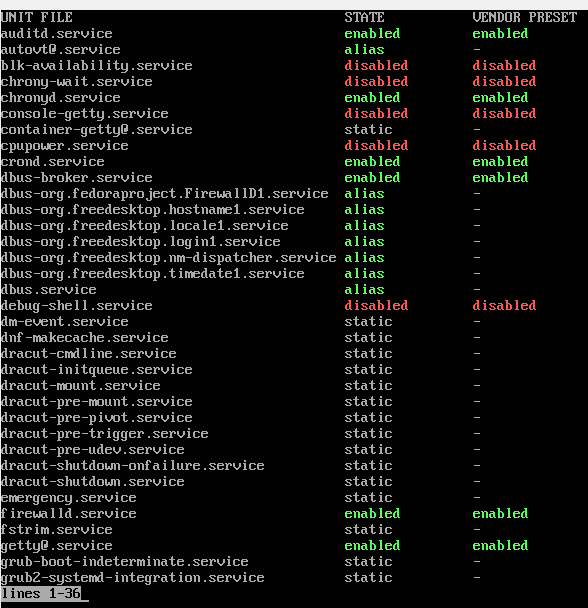 UNIT FILE STATE VENDOR PRESET
auditd.service enabled enabled
autovt@.service alias -
blk-availability.service disabled disabled
chrony-wait.service disabled disabled
chronyd.service enabled enabled
console-getty.service disabled disabled
container-getty@.service static -
cpupower.service disabled disabled
crond.service enabled enabled
dbus-broker.service enabled enabled
dbus-org.fedoraproject.FirewallD1.service alias -
dbus-org.freedesktop.hostname1.service alias -
dbus-org.freedesktop.locale1.service alias -
dbus-org.freedesktop.login1.service alias -
dbus-org.freedesktop.nm-dispatcher.service alias -
dbus-org.freedesktop.timedate1.service alias -
dbus.service alias -
debug-shell.service disabled disabled
dm-event.service static -
dnf-makecache.service static -
dracut-cmdline.service static -
dracut-initqueue.service static -
dracut-mount.service static -
dracut-pre-mount.service static -
dracut-pre-pivot.service static -
dracut-pre-trigger.service static -
dracut-pre-udev.service static -
dracut-shutdown-onfailure.service static -
dracut-shutdown.service static -
emergency.service static -
firewalld.service enabled enabled
fstrim.service static -
getty@.service enabled enabled
grub-boot-indeterminate.service static -
grub2-systemd-integration.service static -
lines 1-36